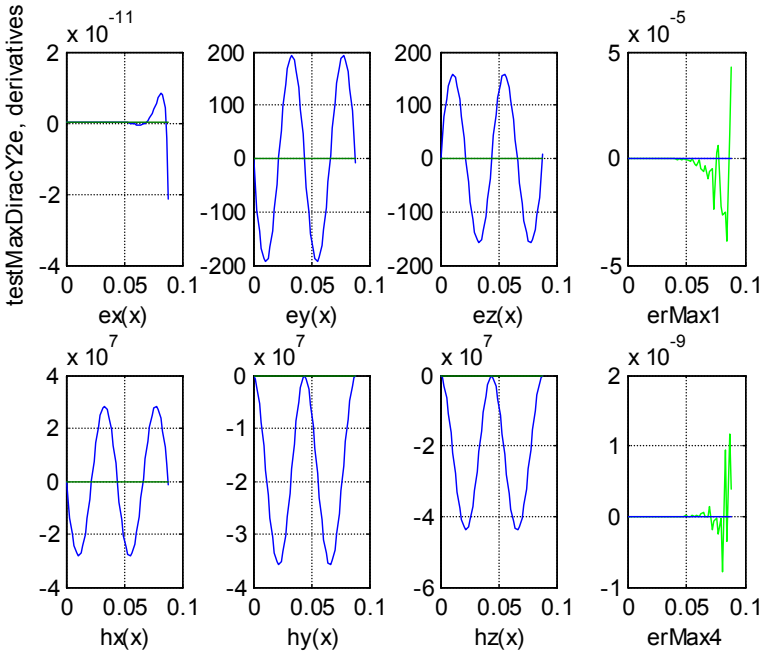 testMaxDiracY2e, derivatives
x 10^-11
2
0
-2
-4
0 0.05 0.1
ex(x)
200
100
0
-100
-200
0 0.05 0.1
ey(x)
200
100
0
-100
-200
0 0.05 0.1
ez(x)
x 10^-5
5
0
-5
0 0.05 0.1
erMax1
x 10^7
4
2
0
-2
-4
0 0.05 0.1
hx(x)
x 10^7
0
-1
-2
-3
-4
0 0.05 0.1
hy(x)
x 10^7
0
-2
-4
-6
0 0.05 0.1
hz(x)
x 10^-9
2
1
0
-1
0 0.05 0.1
erMax4